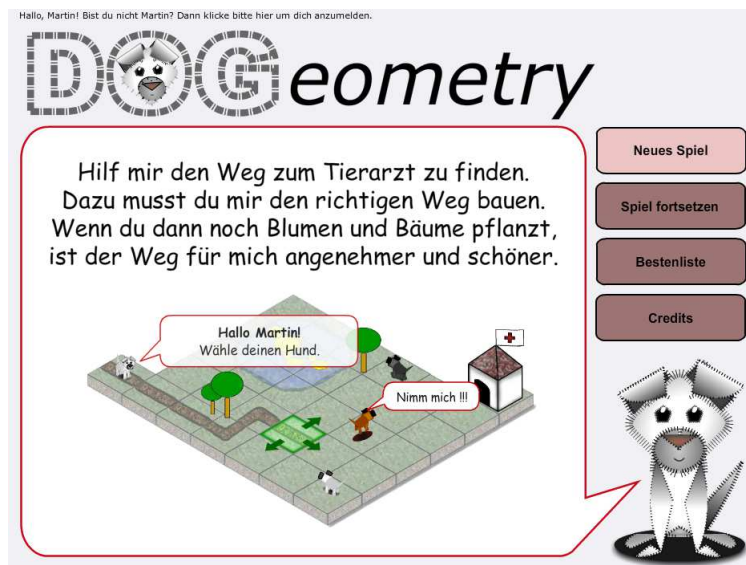 Hallo, Martin! Bist du nicht Martin? Dann klicke bitte hier um dich anzumelden.
DOGeometry
Neues Spiel
Spiel fortsetzen
Bestenliste
Credits
Hilf mir den Weg zum Tierarzt zu finden.
Dazu musst du mir den richtigen Weg bauen.
Wenn du dann noch Blumen und Bäume pflanzt,
ist der Weg für mich angenehmer und schöner.
Hallo Martin!
Wähle deinen Hund.
Nimm mich !!!